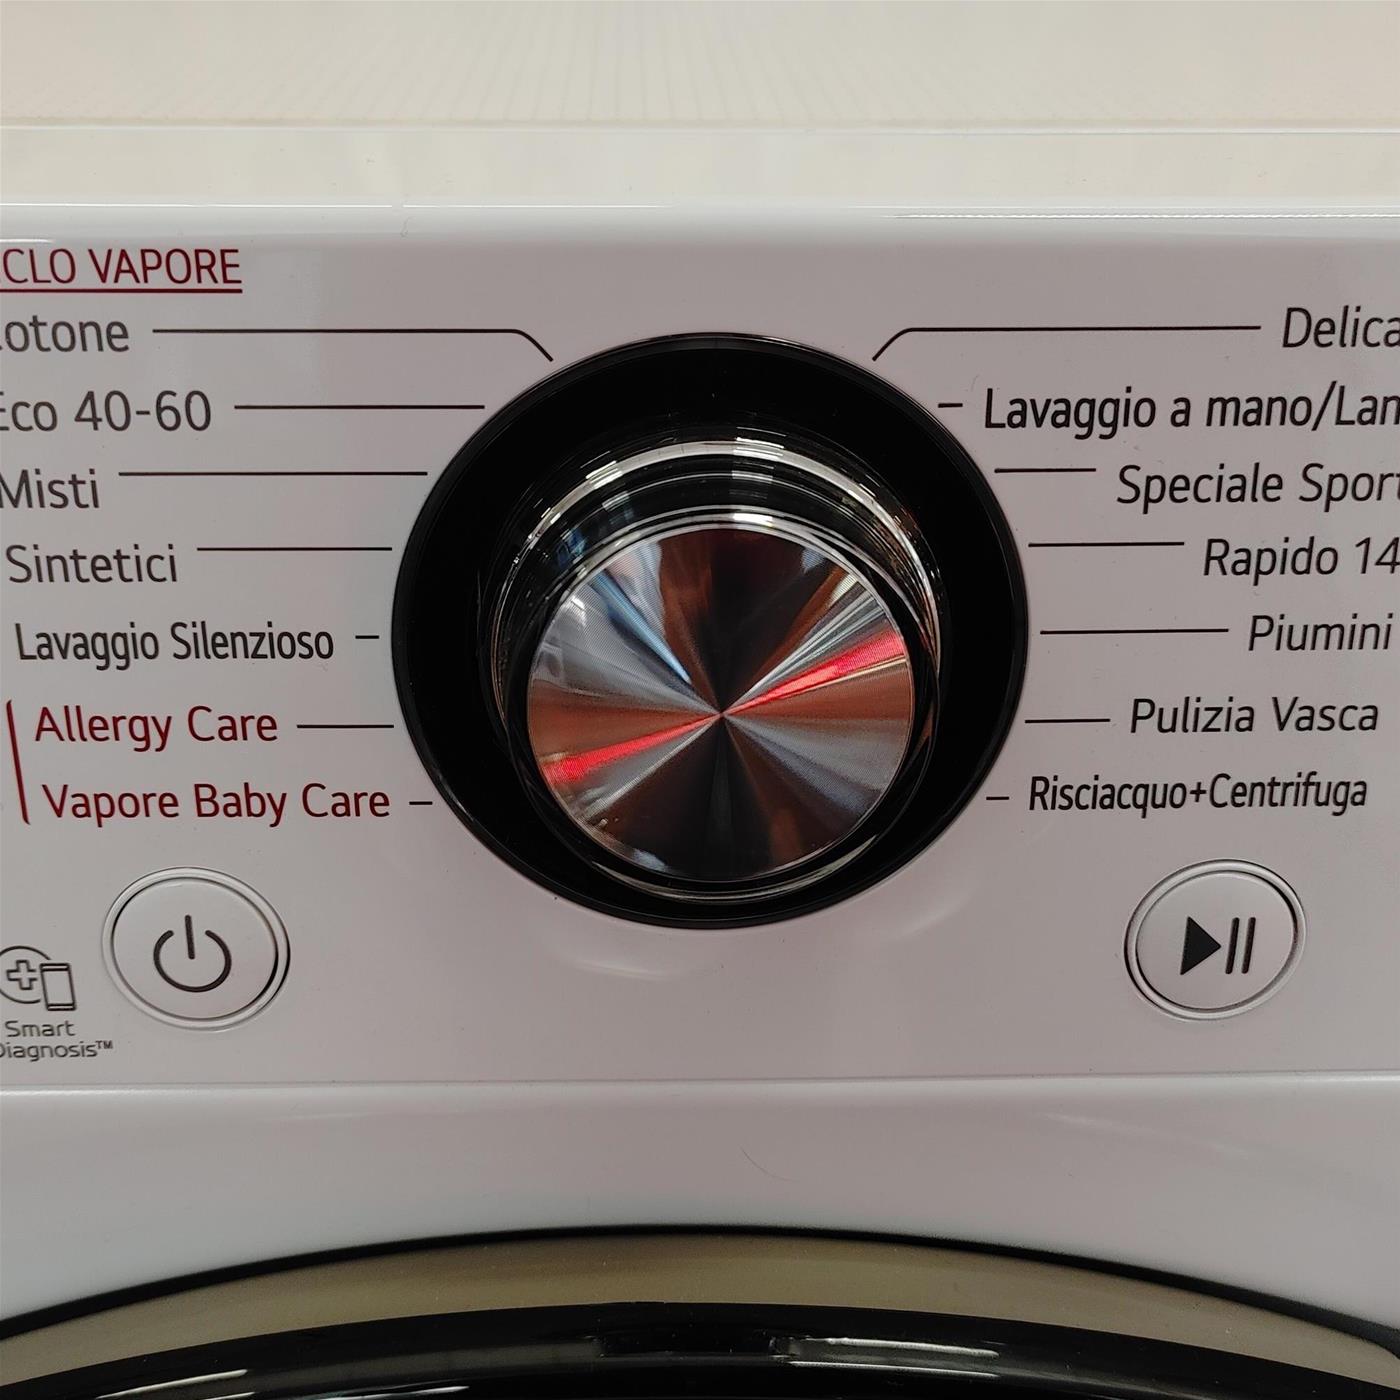 CLO VAPORE
otone
Eco 40-60
Misti
Sintetici
Lavaggio Silenzioso
Allergy Care
Vapore Baby Care
Smart
Diagnosis™
Delica
Lavaggio a mano/Lan
Speciale Sport
Rapido 14
Piumini
Pulizia Vasca
Risciacquo+Centrifuga